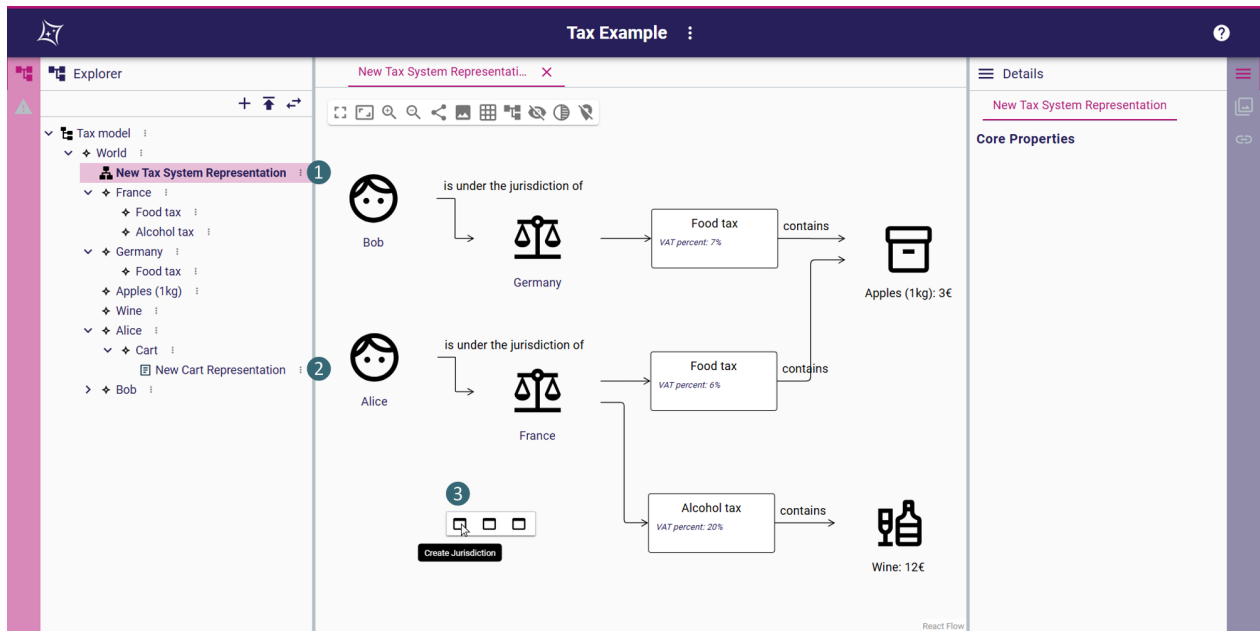 Tax Example
?
Explorer
New Tax System Representati...
Details
New Tax System Representation
Core Properties
Tax model
World
New Tax System Representation
1
France
Food tax
Alcohol tax
Germany
Food tax
Apples (1kg)
Wine
Alice
Cart
New Cart Representation
2
Bob
is under the jurisdiction of
Bob
Germany
Food tax
VAT percent: 7%
contains
Apples (1kg): 3€
is under the jurisdiction of
Alice
France
Food tax
VAT percent: 6%
contains
3
Create Jurisdiction
Alcohol tax
VAT percent: 20%
contains
Wine: 12€
React Flow